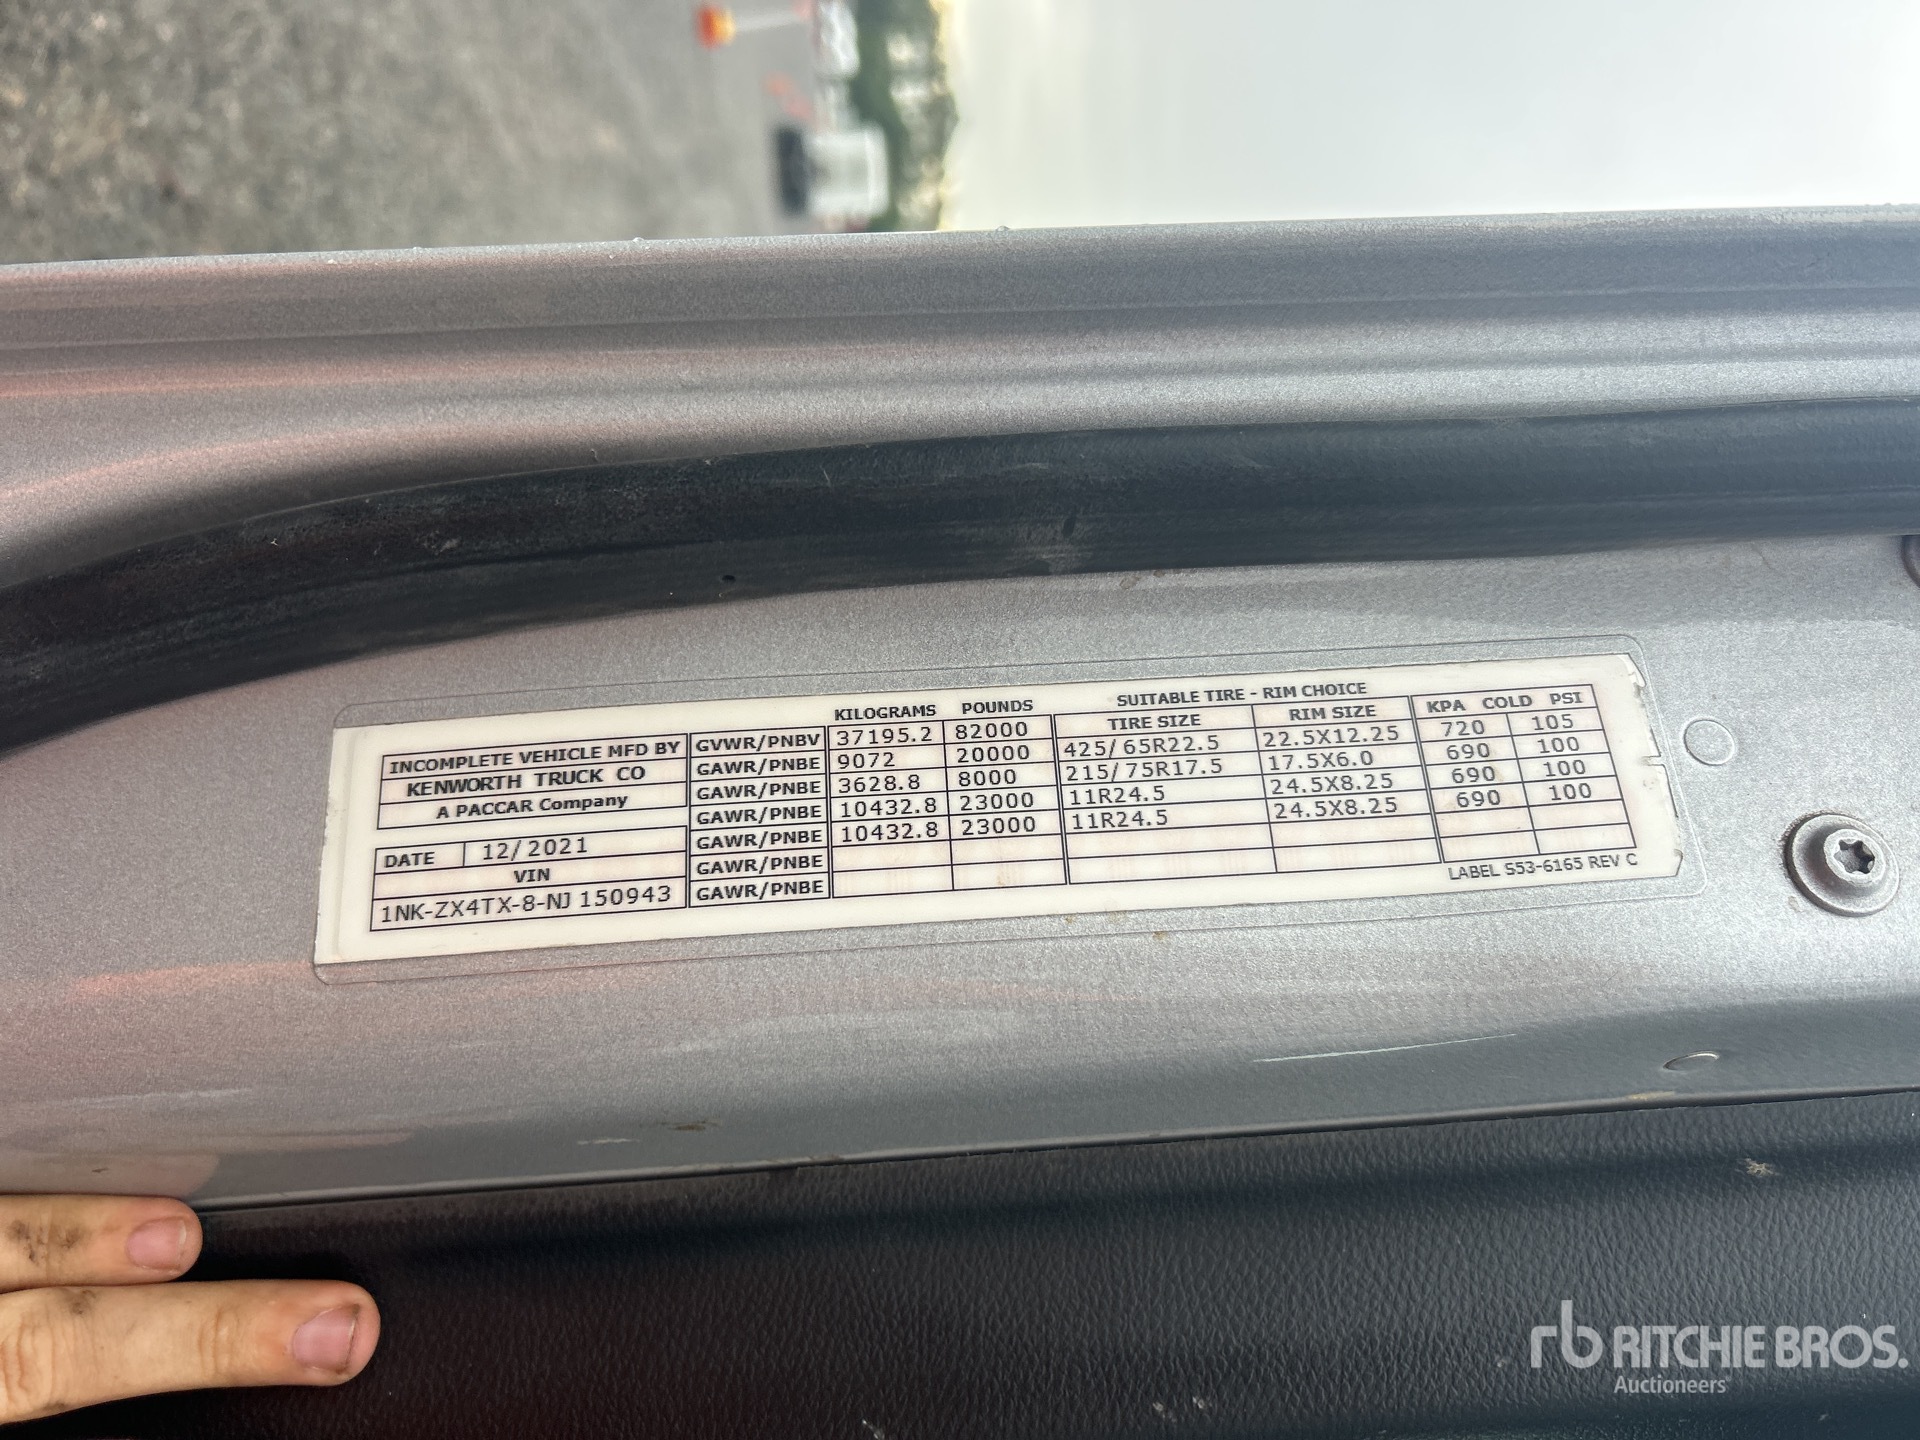 KILOGRAMS POUNDS SUITABLE TIRE - RIM CHOICE
TIRE SIZE RIM SIZE KPA COLD PSI
INCOMPLETE VEHICLE MFD BY
KENWORTH TRUCK CO
A PACCAR Company
DATE 12/2021
VIN
1NK-ZX4TX-8-NJ150943
GVWR/PNBV 37195.2 82000
GAWR/PNBE 9072 20000 425/65R22.5 22.5X12.25 720 105
GAWR/PNBE 3628.8 8000 215/75R17.5 17.5X6.0 690 100
GAWR/PNBE 10432.8 23000 11R24.5 24.5X8.25 690 100
GAWR/PNBE 10432.8 23000 11R24.5 24.5X8.25 690 100
GAWR/PNBE
GAWR/PNBE
LABEL S53-6165 REV C
rb RITCHIE BROS.
Auctioneers